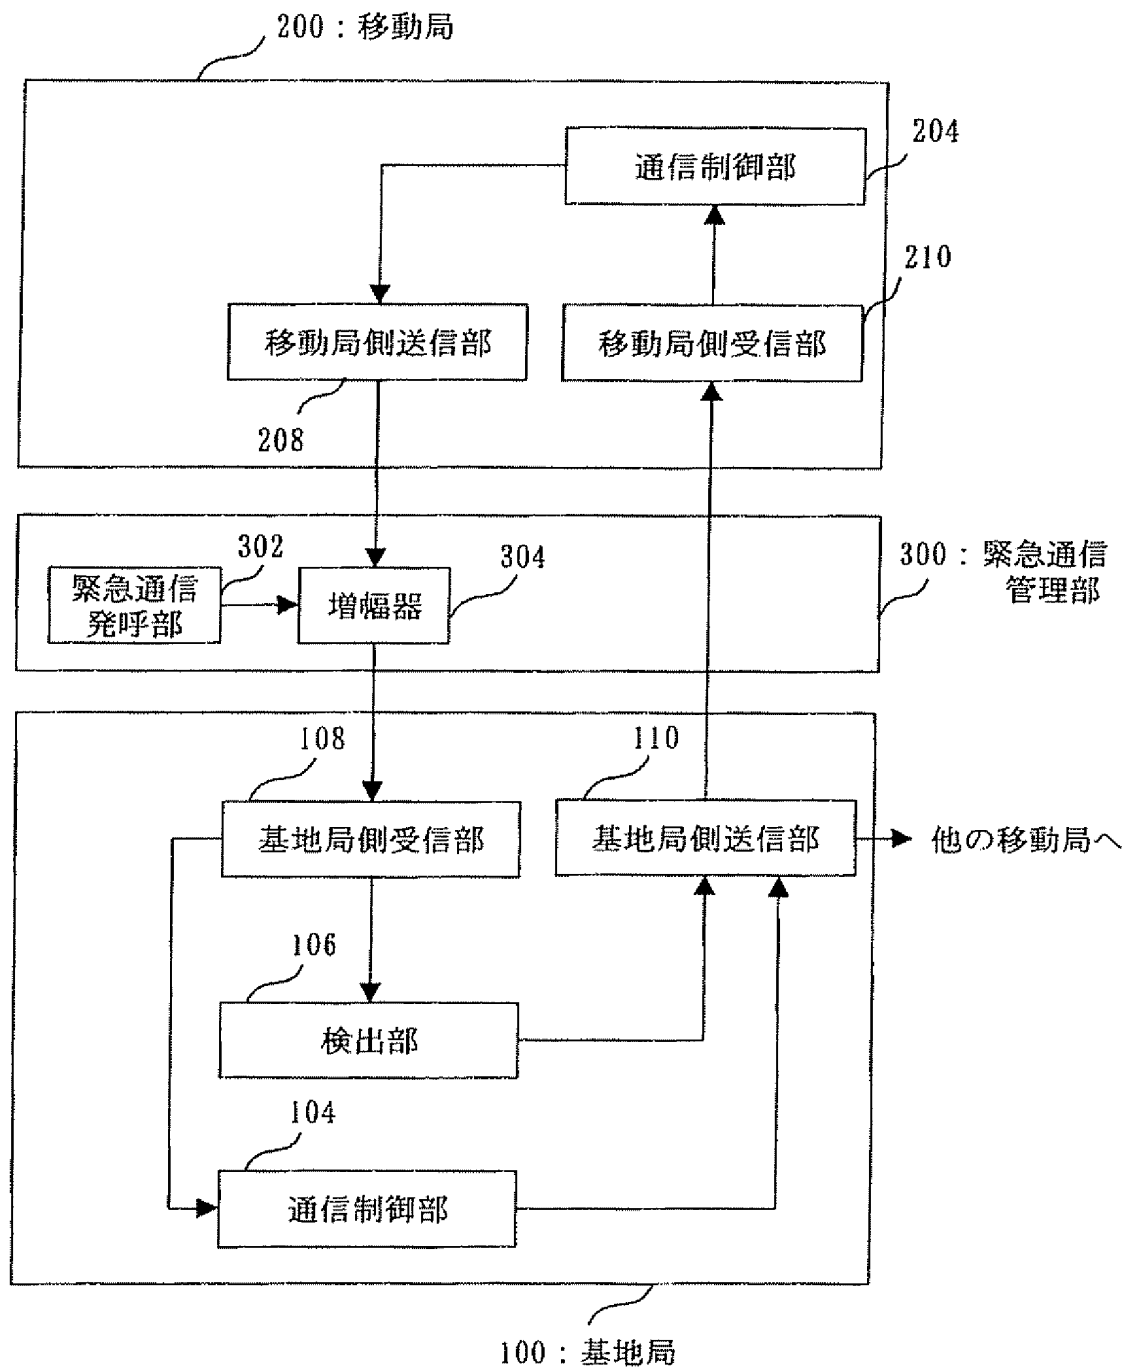 200：移動局
204
通信制御部
210
移動局側送信部
移動局側受信部
208
302
304
300：緊急通信
管理部
緊急通信
発呼部
増幅器
108
110
基地局側受信部
基地局側送信部
他の移動局へ
106
検出部
104
通信制御部
100：基地局